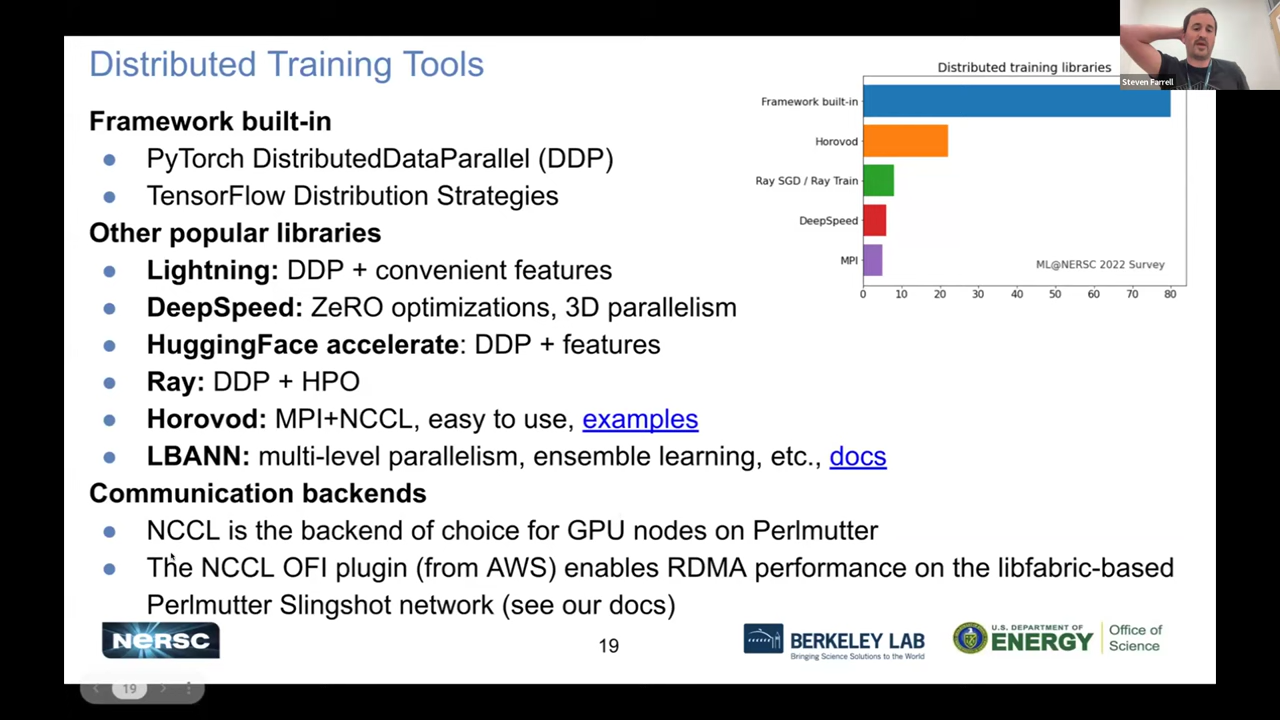 Distributed Training Tools
Framework built-in
● PyTorch DistributedDataParallel (DDP)
● TensorFlow Distribution Strategies
Other popular libraries
● Lightning: DDP + convenient features
● DeepSpeed: ZeRO optimizations, 3D parallelism
● HuggingFace accelerate: DDP + features
● Ray: DDP + HPO
● Horovod: MPI+NCCL, easy to use, examples
● LBANN: multi-level parallelism, ensemble learning, etc., docs
Communication backends
● NCCL is the backend of choice for GPU nodes on Perlmutter
● The NCCL OFI plugin (from AWS) enables RDMA performance on the libfabric-based
Perlmutter Slingshot network (see our docs)
Distributed training libraries
Framework built-in
Horovod
Ray SGD / Ray Train
DeepSpeed
MPI
ML@NERSC 2022 Survey
0 10 20 30 40 50 60 70 80
Steven Farrell
NERSC
19
BERKELEY LAB
Bringing Science Solutions to the World
U.S. DEPARTMENT OF
ENERGY
Office of
Science
19